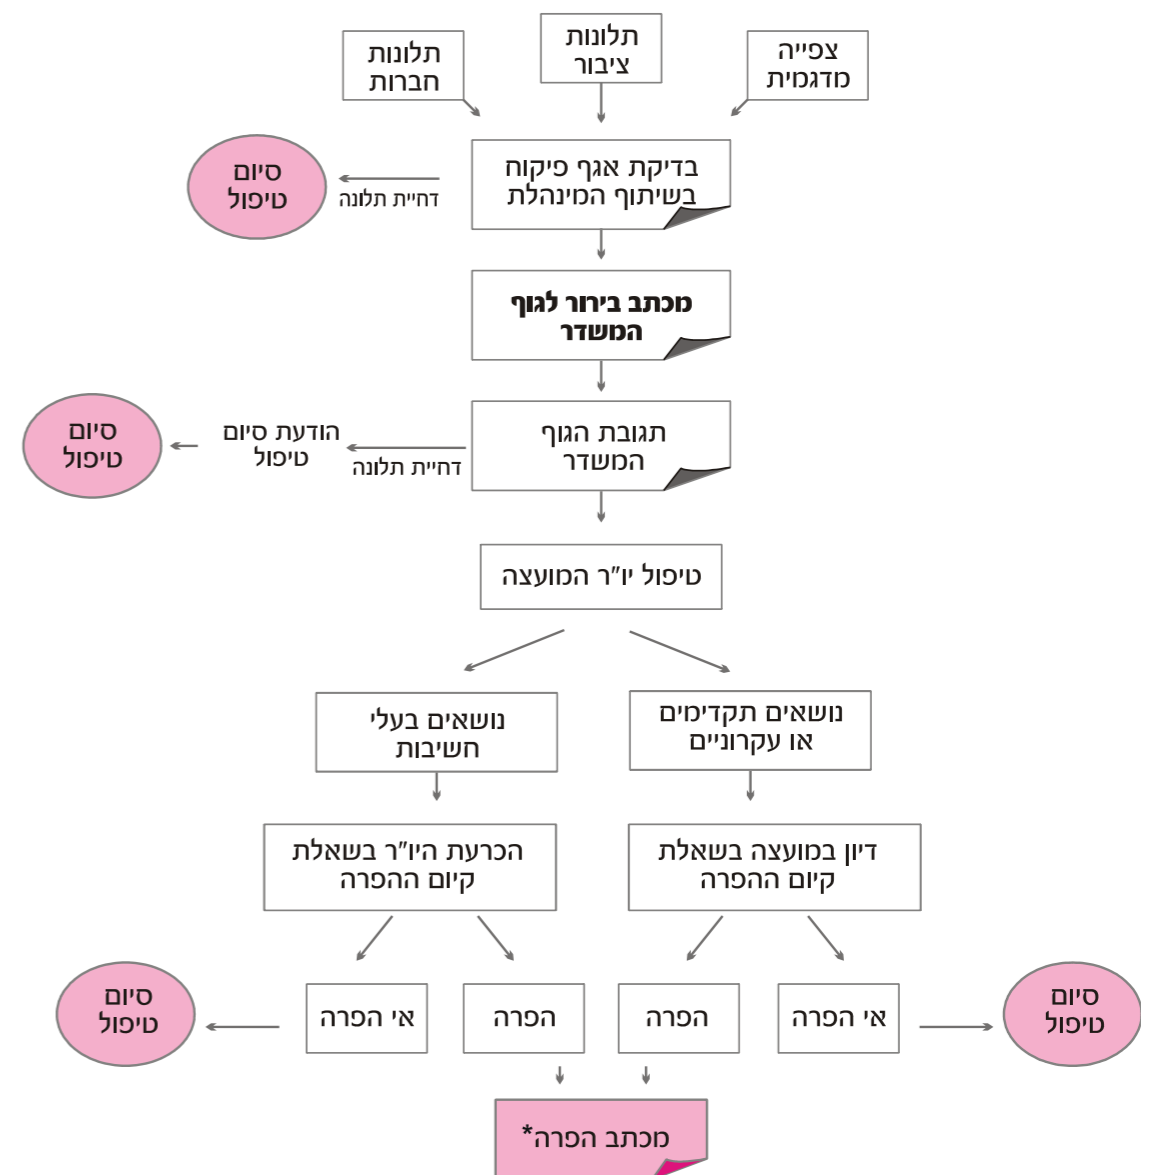 צפייה
מדגמית
תלונות
ציבור
תלונות
חברות
בדיקת אגף פיקוח
בשיתוף המינהלת
דחיית תלונה
סיום
טיפול
מכתב בירור לגוף
המשדר
תגובת הגוף
המשדר
דחיית תלונה
הודעת סיום
טיפול
סיום
טיפול
טיפול יו"ר המועצה
נושאים תקדימים
או עקרוניים
נושאים בעלי
חשיבות
דיון במועצה בשאלת
קיום ההפרה
הכרעת היו"ר בשאלת
קיום ההפרה
סיום
טיפול
אי הפרה
הפרה
הפרה
אי הפרה
סיום
טיפול
מכתב הפרה*